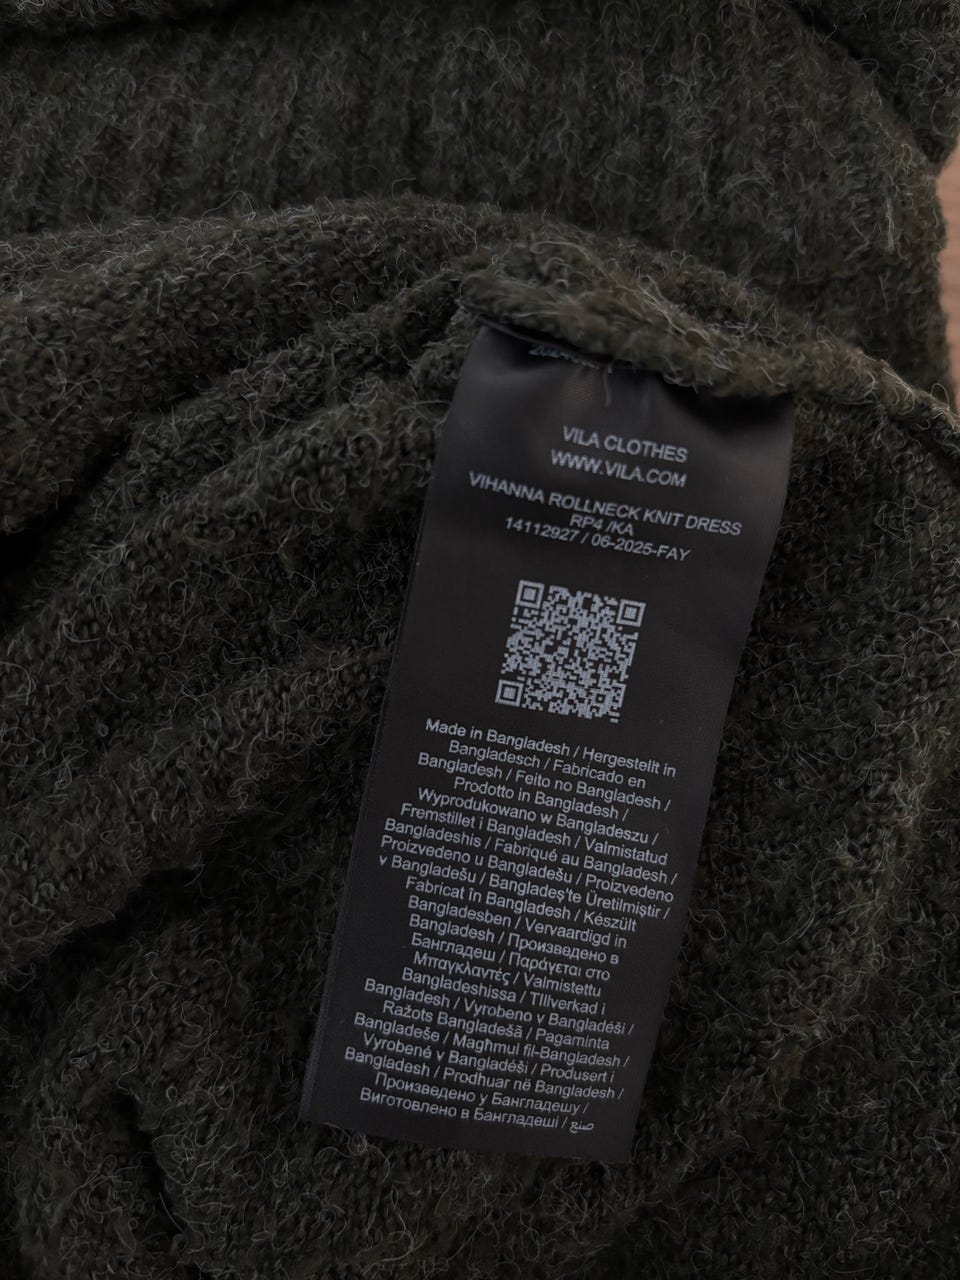 VILA CLOTHES
WWW.VILA.COM
VIHANNA ROLLNECK KNIT DRESS
RP4 /KA
14112927 / 06-2025-FAY
Made in Bangladesh / Hergestellt in
Bangladesch / Fabricado en
Bangladesh / Feito no Bangladesh /
Prodotto in Bangladesh /
Wyprodukowano w Bangladeszu /
Fremstillet i Bangladesh / Valmistatud
Bangladeshis / Fabriqué au Bangladesh /
Proizvedeno u Bangladešu / Proizvedeno
v Bangladešu / Bangladeş'te Üretilmiştir /
Fabricat în Bangladesh / Készült
Bangladesben / Vervaardigd in
Bangladesh / Произведено в
Бангладеш / Παράγεται στο
Μπαγκλαντές / Valmistettu
Bangladeshissa / TIllverkad i
Bangladesh / Vyrobeno v Bangladéši /
Ražots Bangladešā / Pagaminta
Bangladeše / Magħmul fil-Bangladesh /
Vyrobené v Bangladéši / Produsert i
Bangladesh / Prodhuar në Bangladesh /
Произведено у Бангладешу /
Виготовлено в Бангладеші / صنع